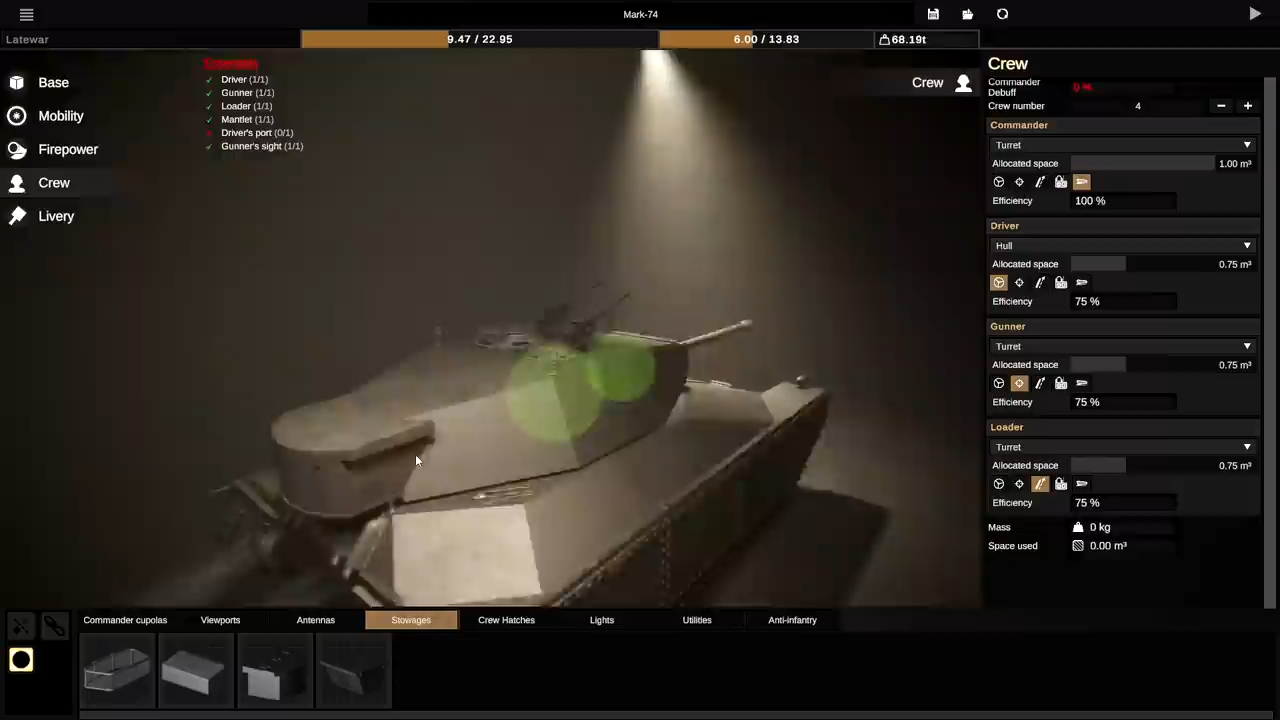 Mark-74
Latewar
9.47 / 22.95
6.00 / 13.83
68.19t
Base
Mobility
Firepower
Crew
Livery
Driver (1/1)
Gunner (1/1)
Loader (1/1)
Mantlet (1/1)
Driver's port (0/1)
Gunner's sight (1/1)
Crew
Crew
Commander
Debuff
0 %
Crew number
4
Commander
Turret
Allocated space
1.00 m³
Efficiency
100 %
Driver
Hull
Allocated space
0.75 m³
Efficiency
75 %
Gunner
Turret
Allocated space
0.75 m³
Efficiency
75 %
Loader
Turret
Allocated space
0.75 m³
Efficiency
75 %
Mass
0 kg
Space used
0.00 m³
Commander cupolas
Viewports
Antennas
Stowages
Crew Hatches
Lights
Utilities
Anti-infantry